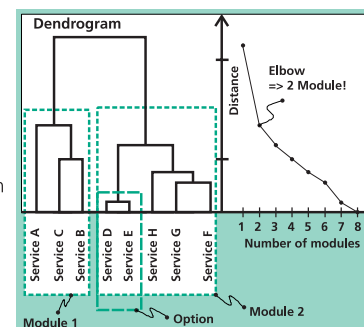 Dendrogram
Distance
Elbow
=> 2 Module!
1 2 3 4 5 6 7 8
Number of modules
n
Service A
Service C
Service B
Service D
Service E
Service H
Service G
Service F
Module 1
Option
Module 2